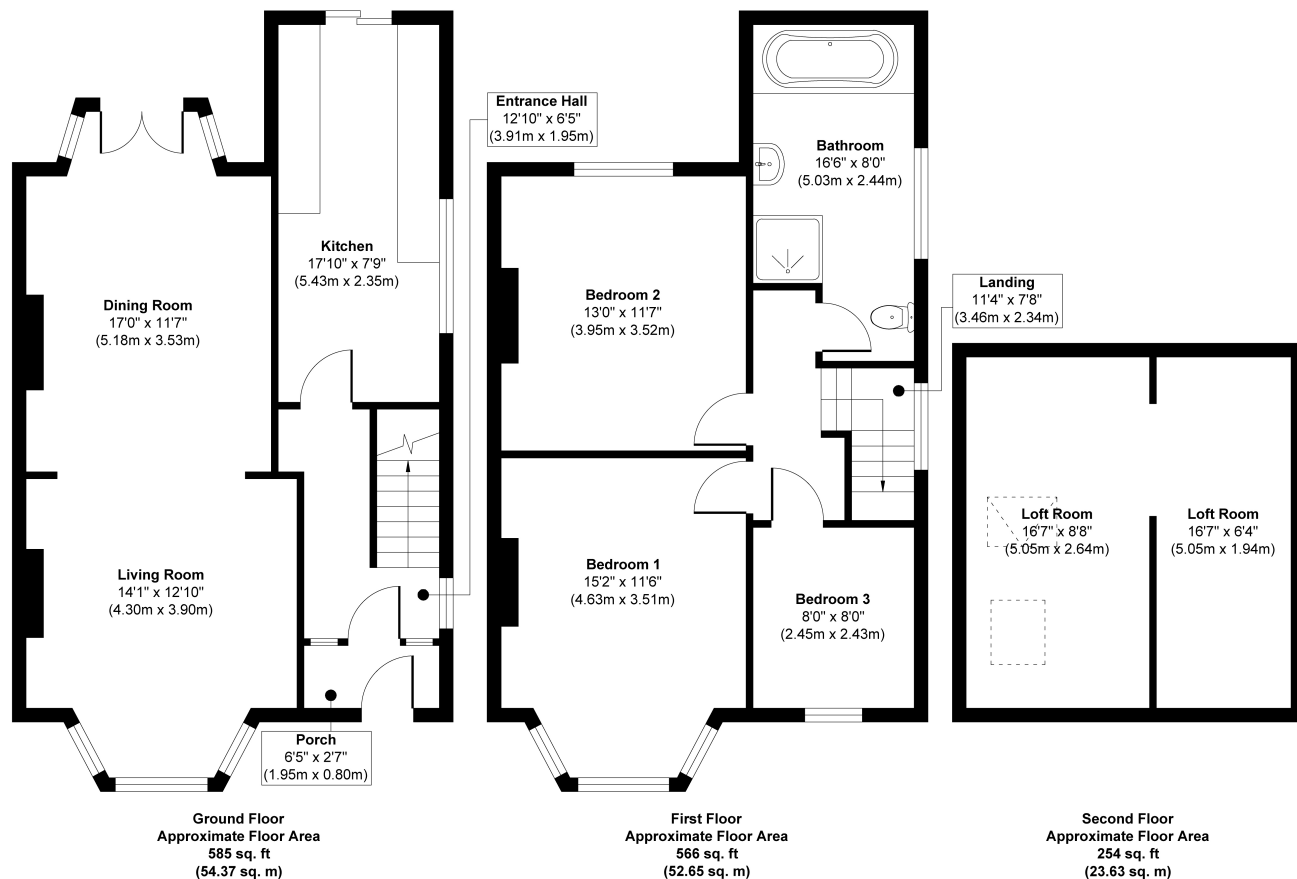 Entrance Hall
12'10" x 6'5"
(3.91m x 1.95m)
Kitchen
17'10" x 7'9"
(5.43m x 2.35m)
Dining Room
17'0" x 11'7"
(5.18m x 3.53m)
Living Room
14'1" x 12'10"
(4.30m x 3.90m)
Porch
6'5" x 2'7"
(1.95m x 0.80m)
Ground Floor
Approximate Floor Area
585 sq. ft
(54.37 sq. m)
Bathroom
16'6" x 8'0"
(5.03m x 2.44m)
Landing
11'4" x 7'8"
(3.46m x 2.34m)
Bedroom 2
13'0" x 11'7"
(3.95m x 3.52m)
Bedroom 1
15'2" x 11'6"
(4.63m x 3.51m)
Bedroom 3
8'0" x 8'0"
(2.45m x 2.43m)
First Floor
Approximate Floor Area
566 sq. ft
(52.65 sq. m)
Loft Room
16'7" x 8'8"
(5.05m x 2.64m)
Loft Room
16'7" x 6'4"
(5.05m x 1.94m)
Second Floor
Approximate Floor Area
254 sq. ft
(23.63 sq. m)